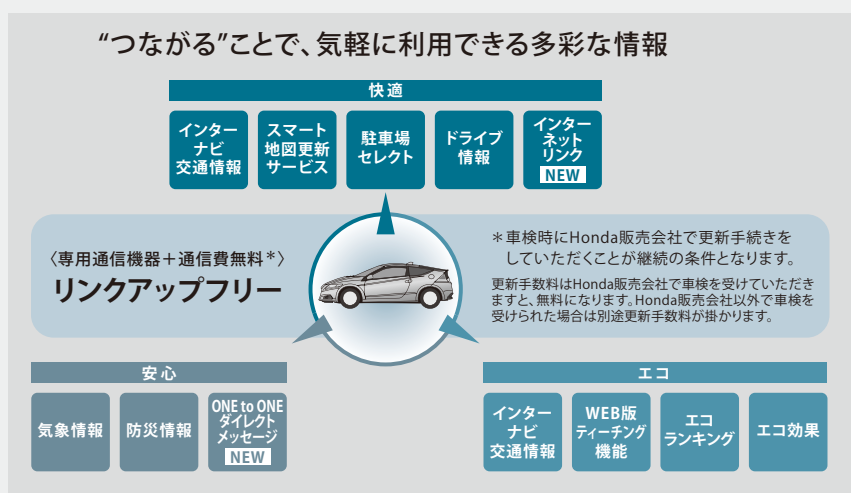 “つながる”ことで、気軽に利用できる多彩な情報
快適
インター
ナビ
交通情報
スマート
地図更新
サービス
駐車場
セレクト
ドライブ
情報
インター
ネット
リンク
NEW
〈専用通信機器＋通信費無料＊〉
リンクアップフリー
＊車検時にHonda販売会社で更新手続きを
していただくことが継続の条件となります。
更新手数料はHonda販売会社で車検を受けていただき
ますと、無料になります。Honda販売会社以外で車検を
受けられた場合は別途更新手数料が掛かります。
安心
気象情報
防災情報
ONE to ONE
ダイレクト
メッセージ
NEW
エコ
インター
ナビ
交通情報
WEB版
ティーチング
機能
エコ
ランキング
エコ効果